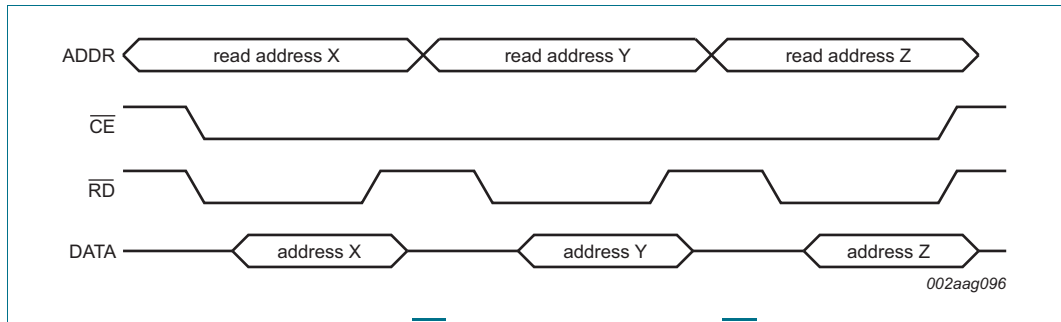 ADDR read address X read address Y read address Z
CE
RD
DATA address X address Y address Z
002aag096